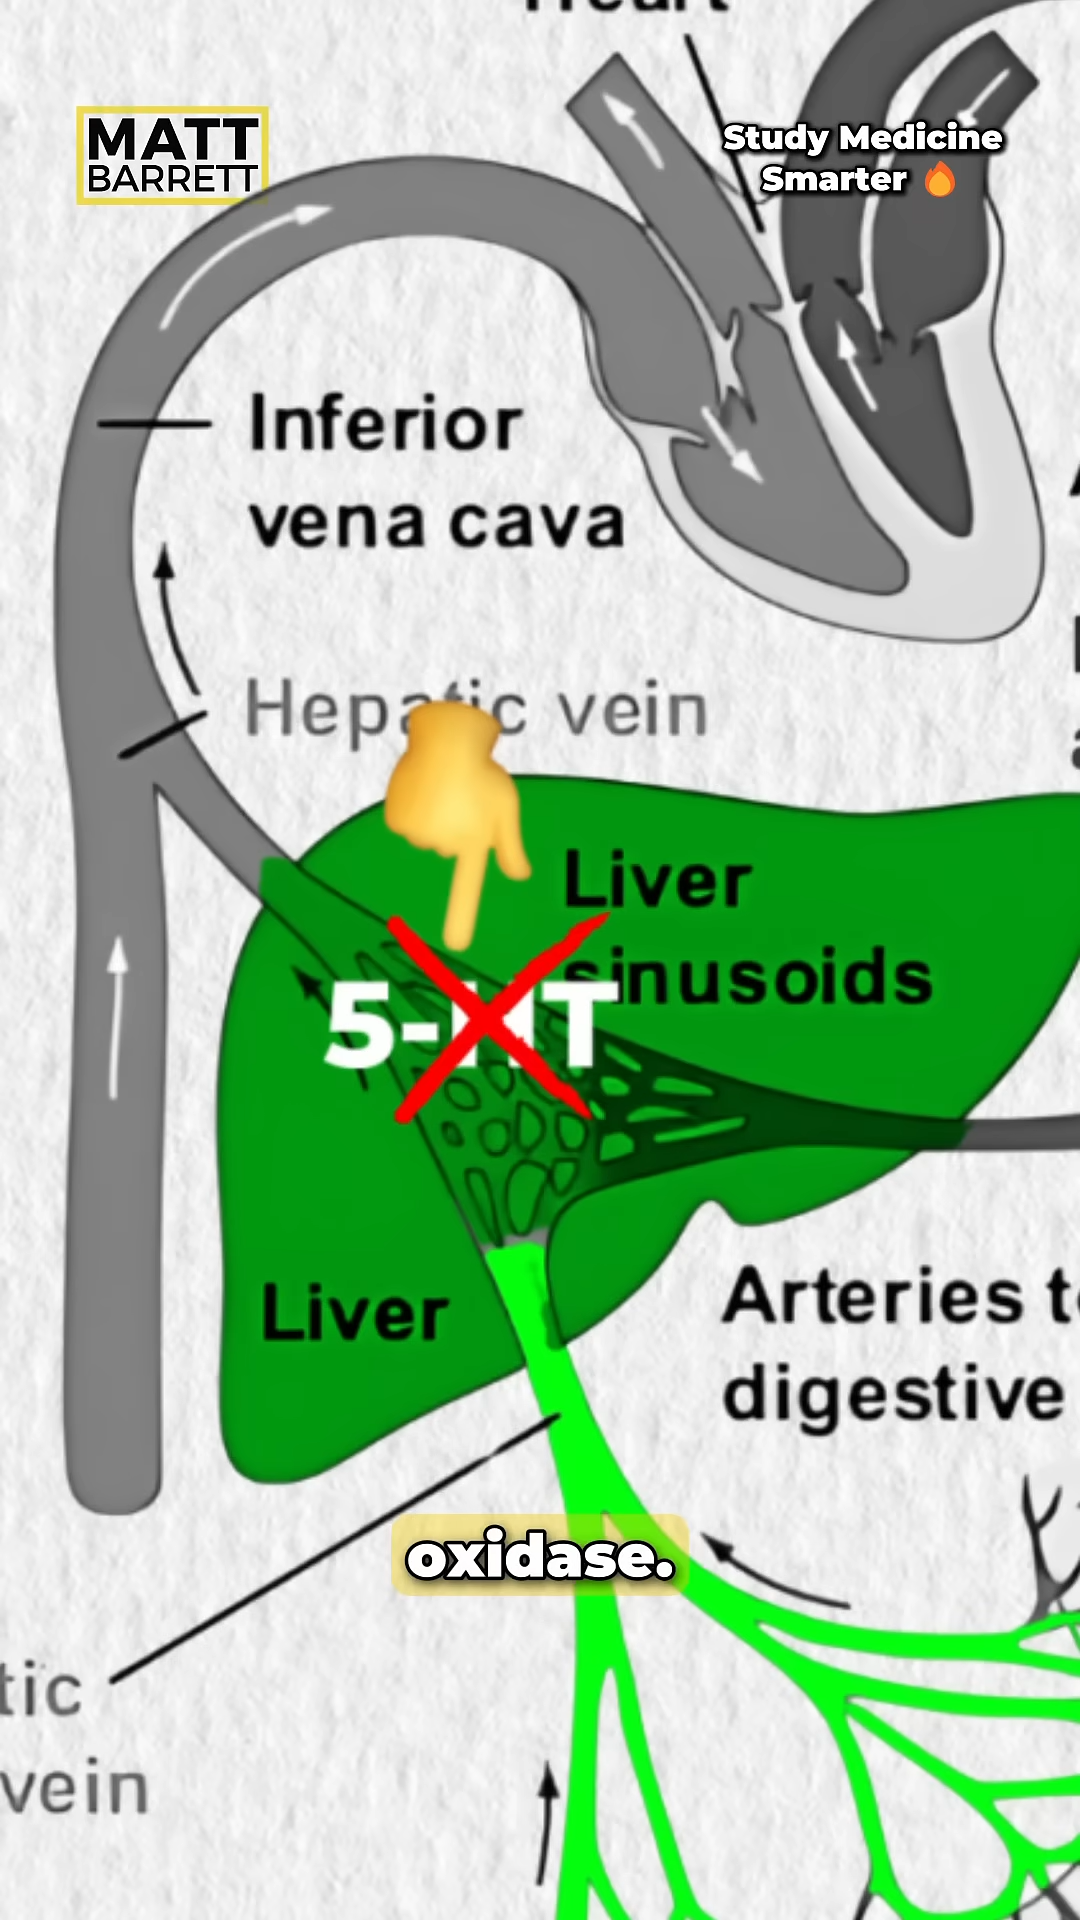 Heart
MATT
BARRETT
Study Medicine
Smarter 🔥
Inferior
vena cava
Hepatic vein
Liver
sinusoids
5-HT
Liver
Arteries t
digestive
oxidase.
tic
vein